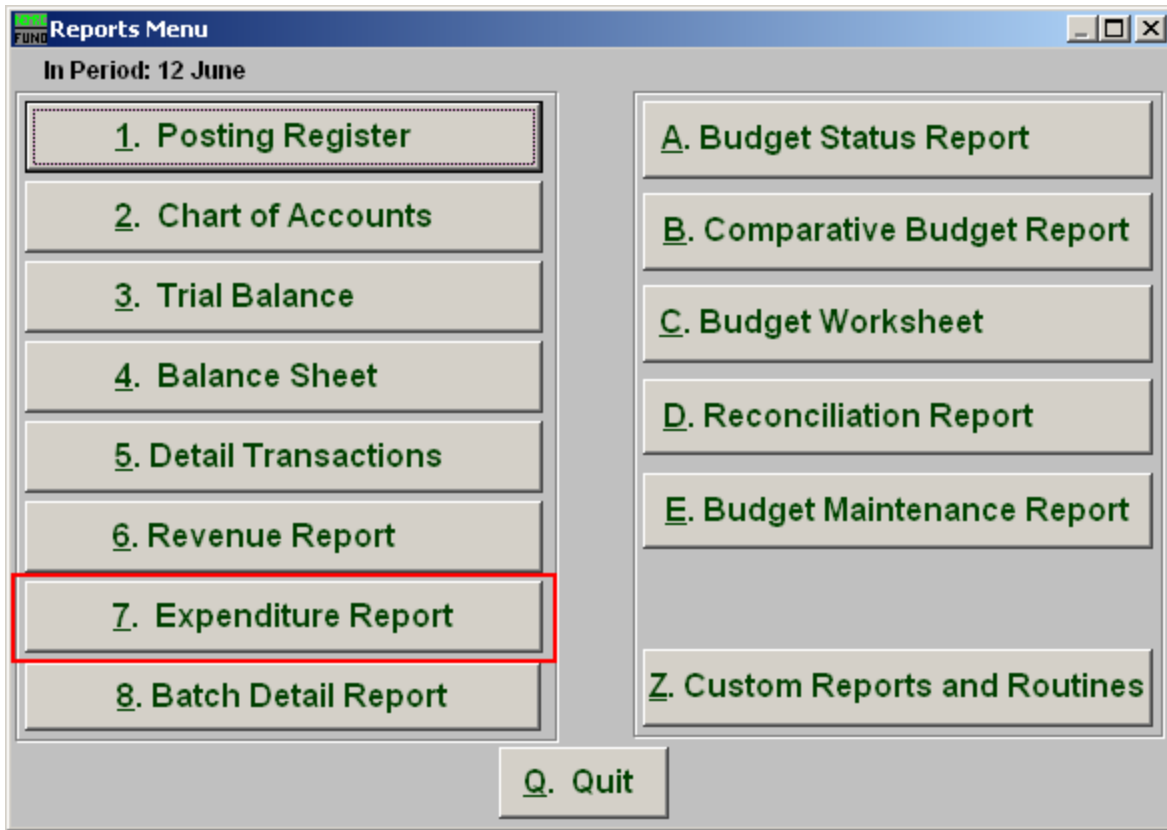 NEMRC
FUND
Reports Menu
In Period: 12 June
1. Posting Register
2. Chart of Accounts
3. Trial Balance
4. Balance Sheet
5. Detail Transactions
6. Revenue Report
7. Expenditure Report
8. Batch Detail Report
A. Budget Status Report
B. Comparative Budget Report
C. Budget Worksheet
D. Reconciliation Report
E. Budget Maintenance Report
Z. Custom Reports and Routines
Q. Quit